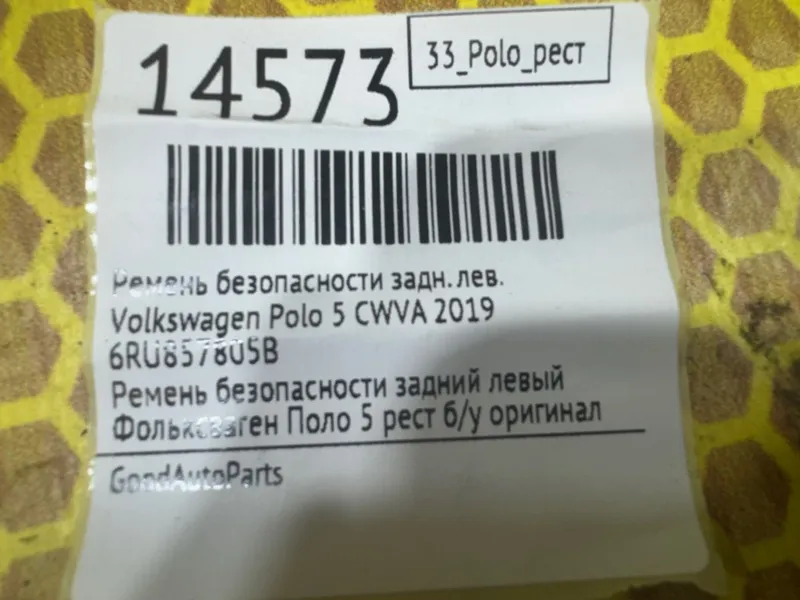 14573
33_Polo_рест
Ремень безопасности задн.лев.
Volkswagen Polo 5 CWVA 2019
6RU857805B
Ремень безопасности задний левый
Фольксваген Поло 5 рест б/у оригинал
GoodAutoParts